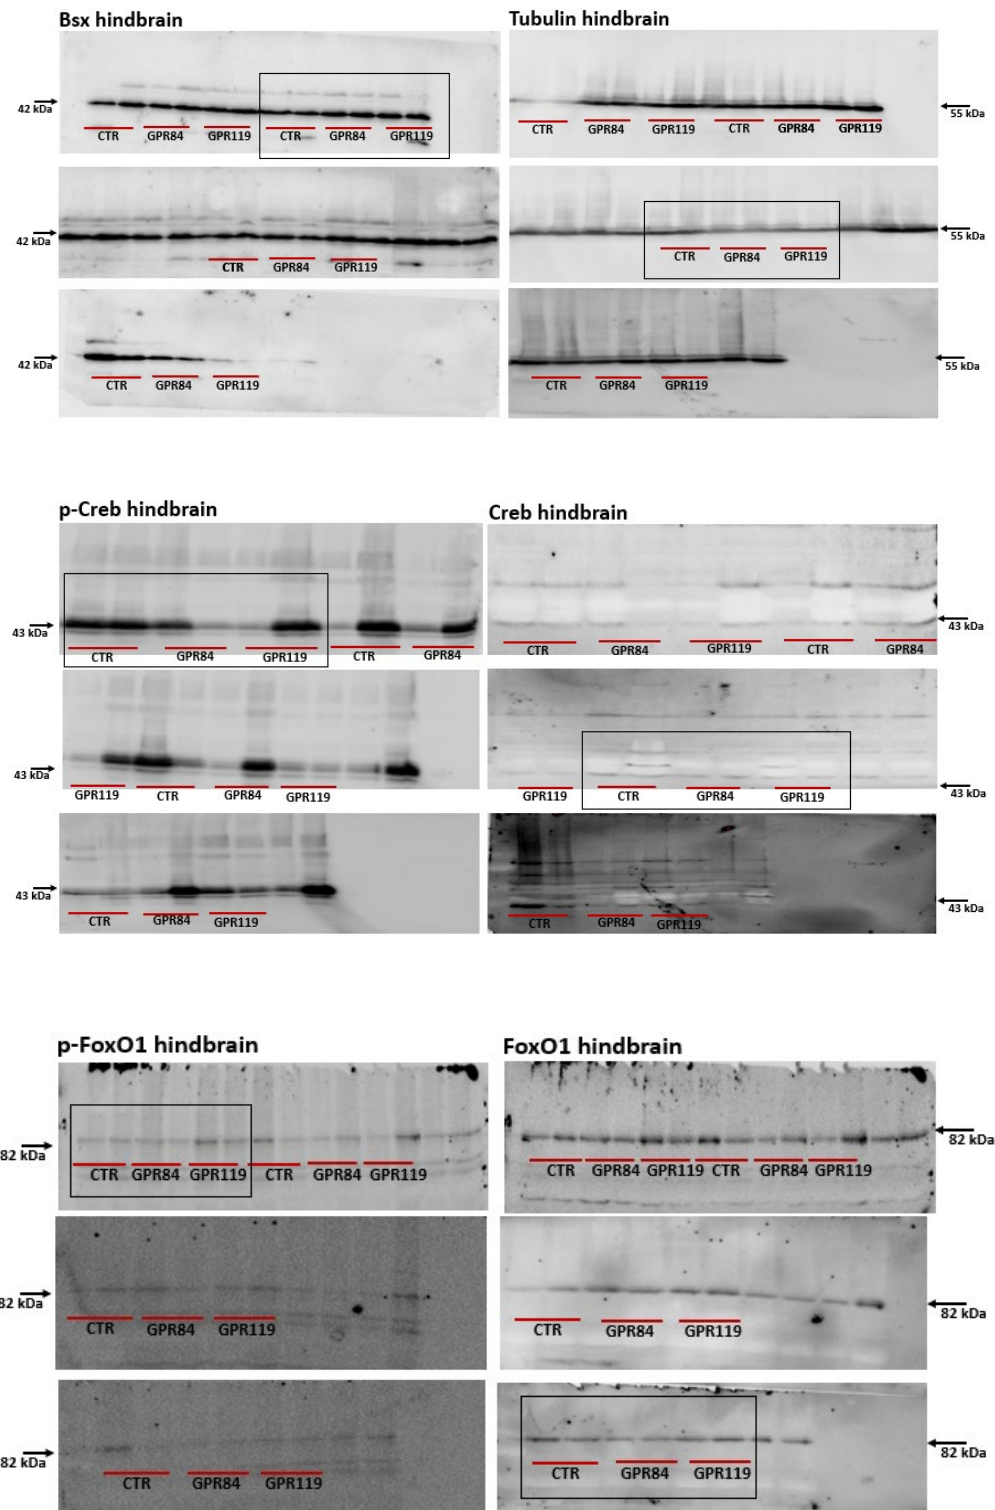 Bsx hindbrain
Tubulin hindbrain
42 kDa
CTR GPR84 GPR119 CTR GPR84 GPR119
CTR GPR84 GPR119 CTR GPR84 GPR119
55 kDa
42 kDa
CTR GPR84 GPR119
CTR GPR84 GPR119
55 kDa
42 kDa
CTR GPR84 GPR119
CTR GPR84 GPR119
55 kDa
p-Creb hindbrain
Creb hindbrain
43 kDa
CTR GPR84 GPR119 CTR GPR84
CTR GPR84 GPR119 CTR GPR84
43 kDa
43 kDa
GPR119 CTR GPR84 GPR119
GPR119 CTR GPR84 GPR119
43 kDa
43 kDa
CTR GPR84 GPR119
CTR GPR84 GPR119
43 kDa
p-FoxO1 hindbrain
FoxO1 hindbrain
82 kDa
CTR GPR84 GPR119 CTR GPR84 GPR119
CTR GPR84 GPR119 CTR GPR84 GPR119
82 kDa
82 kDa
CTR GPR84 GPR119
CTR GPR84 GPR119
82 kDa
82 kDa
CTR GPR84 GPR119
CTR GPR84 GPR119
82 kDa